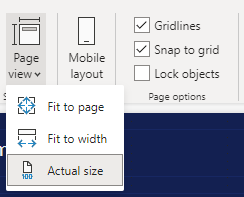 Page
view
Mobile
layout
Gridlines
Snap to grid
Lock objects
Page options
Fit to page
Fit to width
100
Actual size